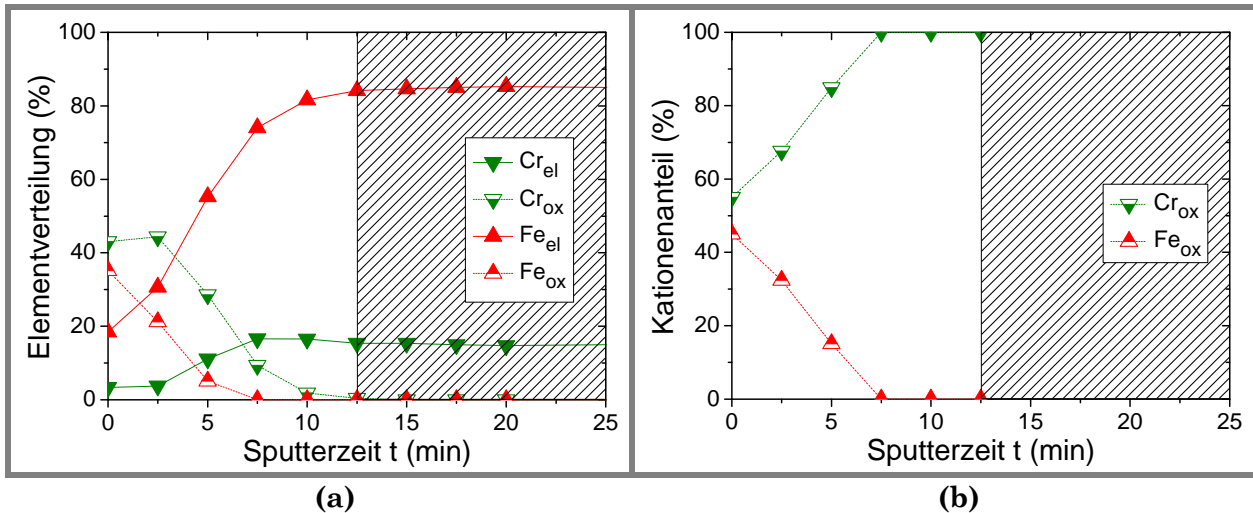 100
80
60
40
20
0
Elementverteilung (%)
0 5 10 15 20 25
Sputterzeit t (min)
Cr_el
Cr_ox
Fe_el
Fe_ox
(a)
100
80
60
40
20
0
Kationenanteil (%)
0 5 10 15 20 25
Sputterzeit t (min)
Cr_ox
Fe_ox
(b)